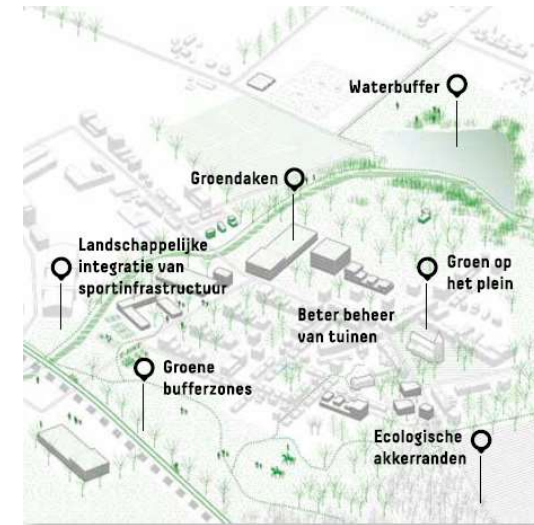 Waterbuffer
Groendaken
Landschappelijke
integratie van
sportinfrastructuur
Groen op
het plein
Beter beheer
van tuinen
Groene
bufferzones
Ecologische
akkerranden